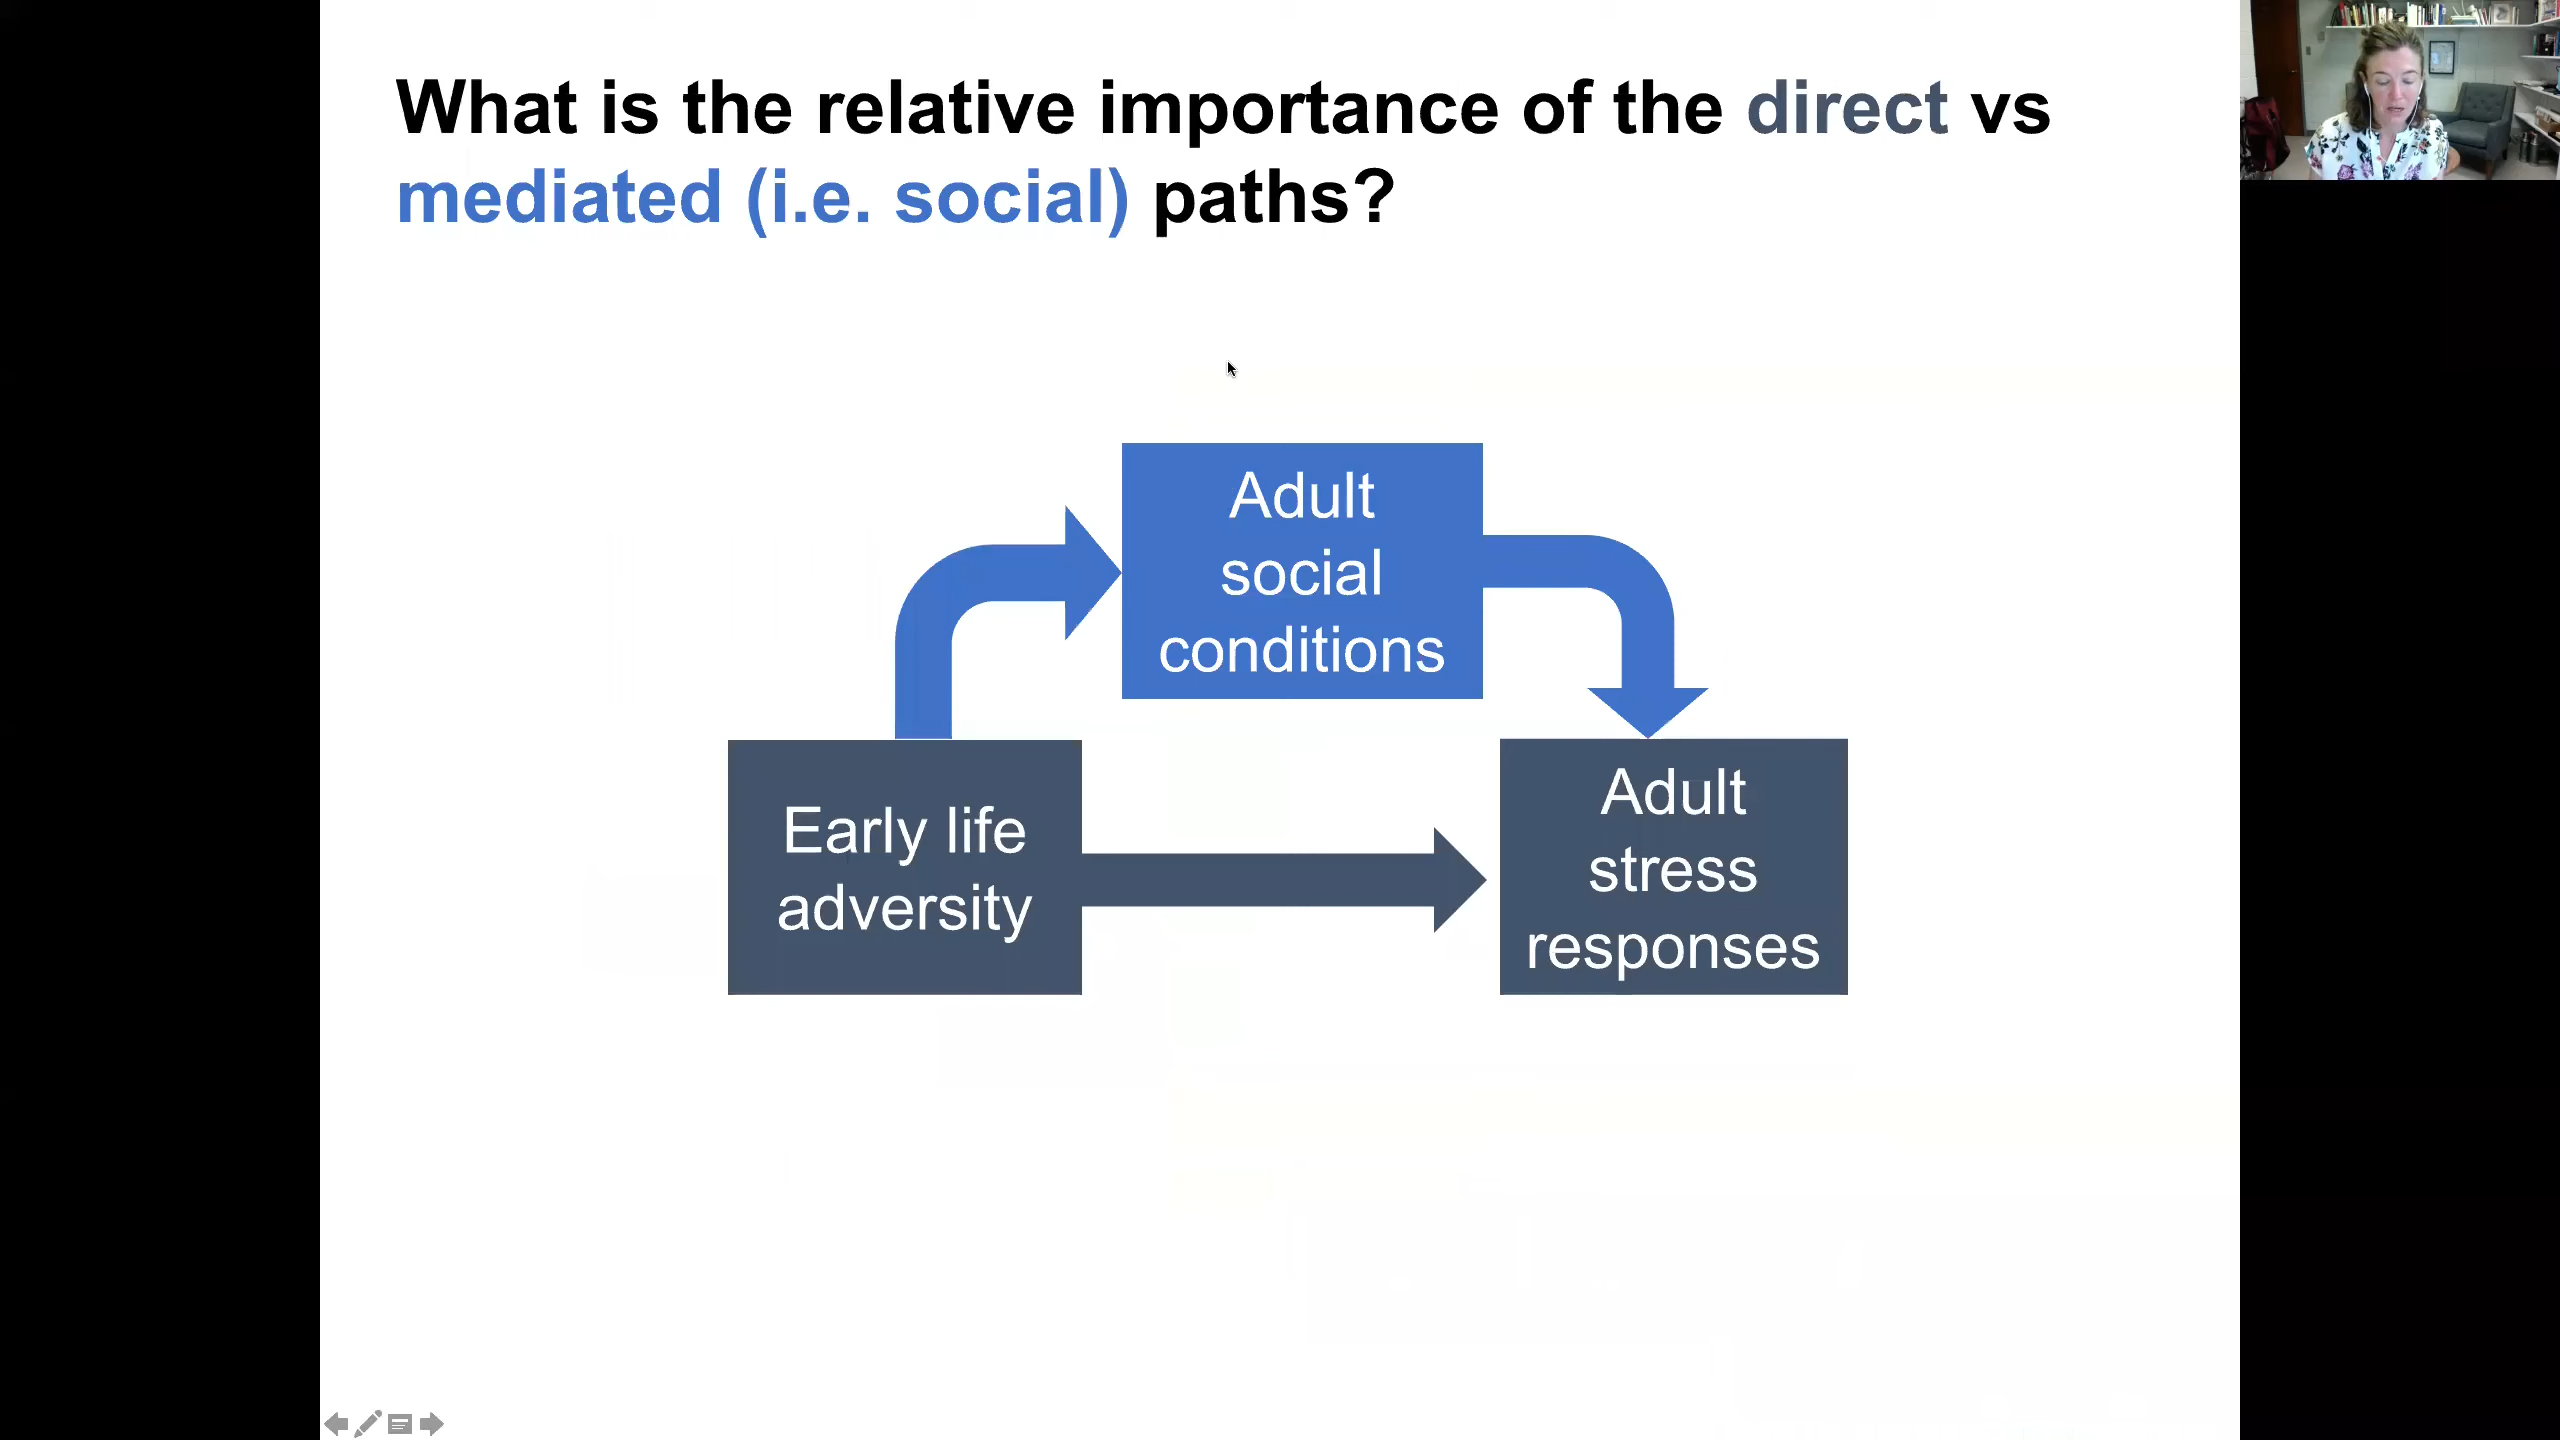 What is the relative importance of the direct vs
mediated (i.e. social) paths?
Adult
social
conditions
Early life
adversity
Adult
stress
responses